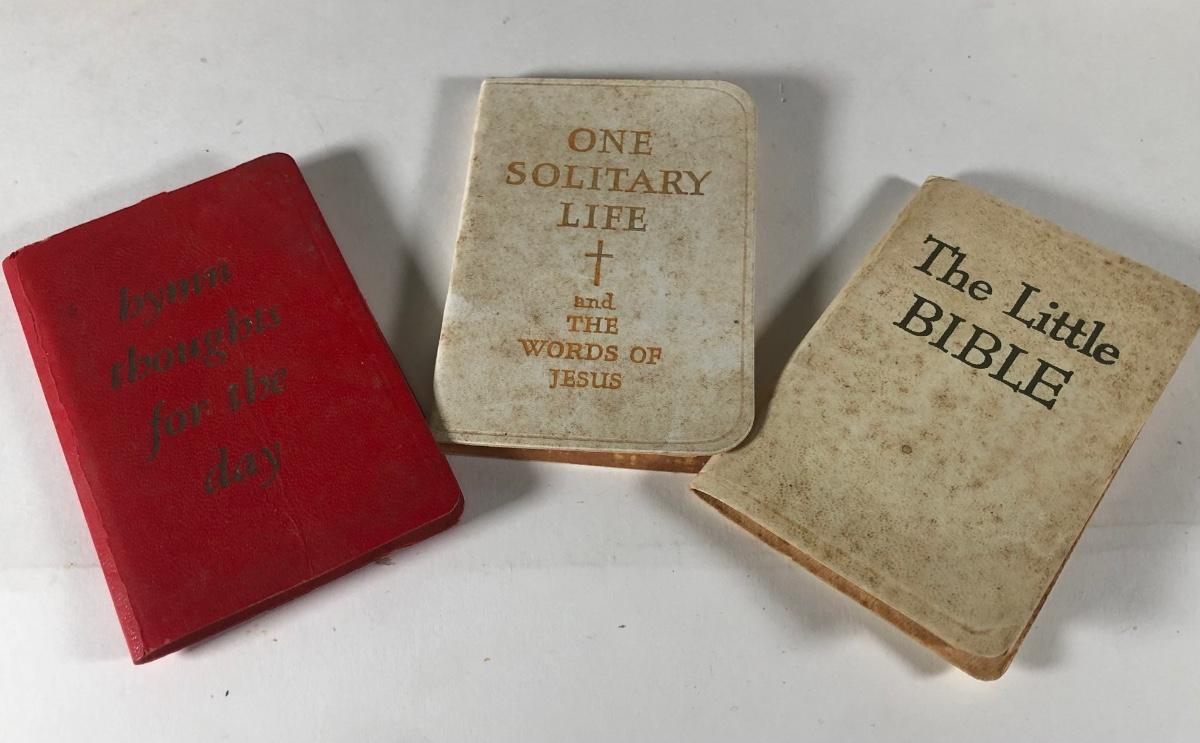 hymn
thoughts
for the
day
ONE
SOLITARY
LIFE
and
THE
WORDS OF
JESUS
The Little
BIBLE